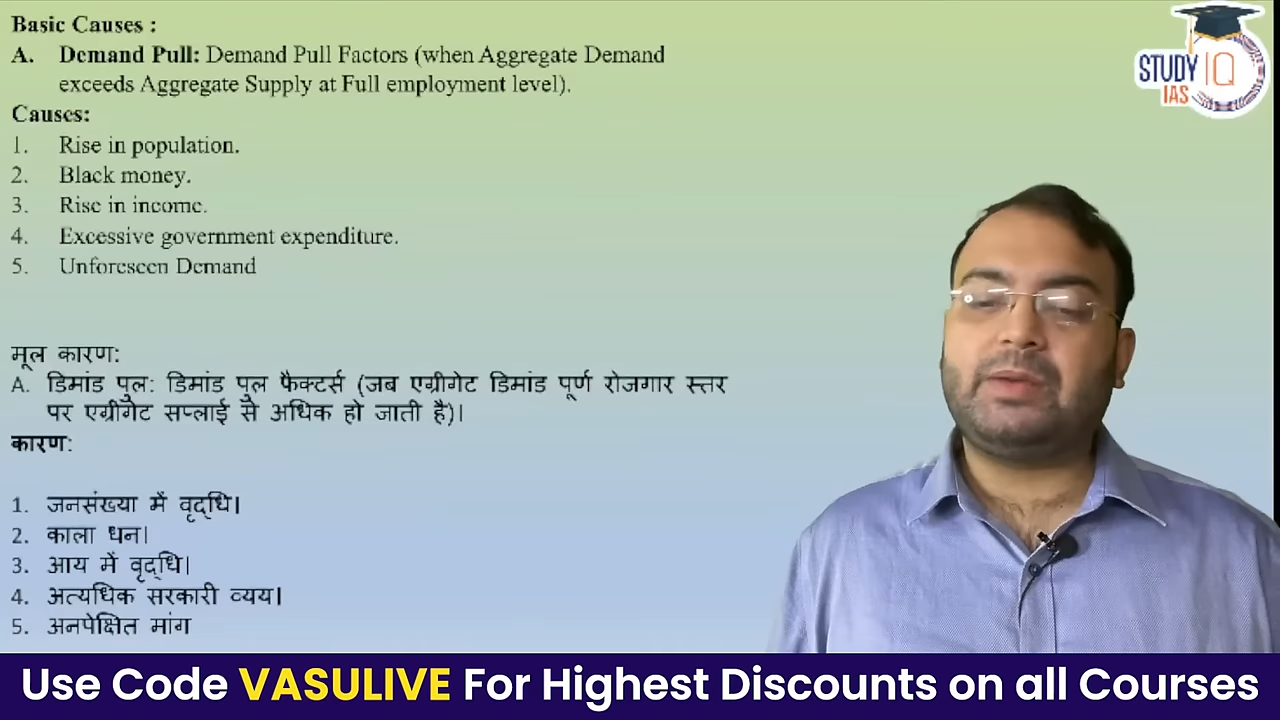 Basic Causes :
A. Demand Pull: Demand Pull Factors (when Aggregate Demand
exceeds Aggregate Supply at Full employment level).
Causes:
1. Rise in population.
2. Black money.
3. Rise in income.
4. Excessive government expenditure.
5. Unforeseen Demand
मूल कारण:
A. डिमांड पुल: डिमांड पुल फैक्टर्स (जब एग्रीगेट डिमांड पूर्ण रोजगार स्तर
पर एग्रीगेट सप्लाई से अधिक हो जाती है)।
कारण:
1. जनसंख्या में वृद्धि।
2. काला धन।
3. आय में वृद्धि।
4. अत्यधिक सरकारी व्यय।
5. अनपेक्षित मांग
STUDY IQ
IAS
Use Code VASULIVE For Highest Discounts on all Courses